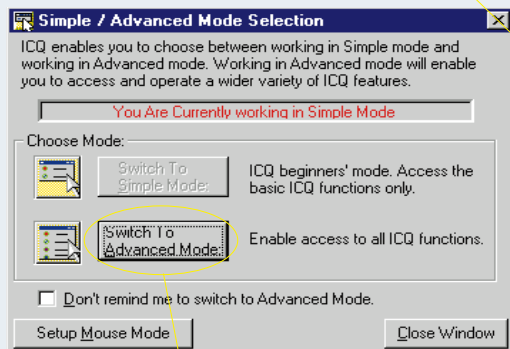 Simple / Advanced Mode Selection
ICQ enables you to choose between working in Simple mode and
working in Advanced mode. Working in Advanced mode will enable
you to access and operate a wider variety of ICQ features.
You Are Currently working in Simple Mode
Choose Mode:
Switch To
Simple Mode:
ICQ beginners' mode. Access the
basic ICQ functions only.
Switch To
Advanced Mode:
Enable access to all ICQ functions.
Don't remind me to switch to Advanced Mode.
Setup Mouse Mode
Close Window